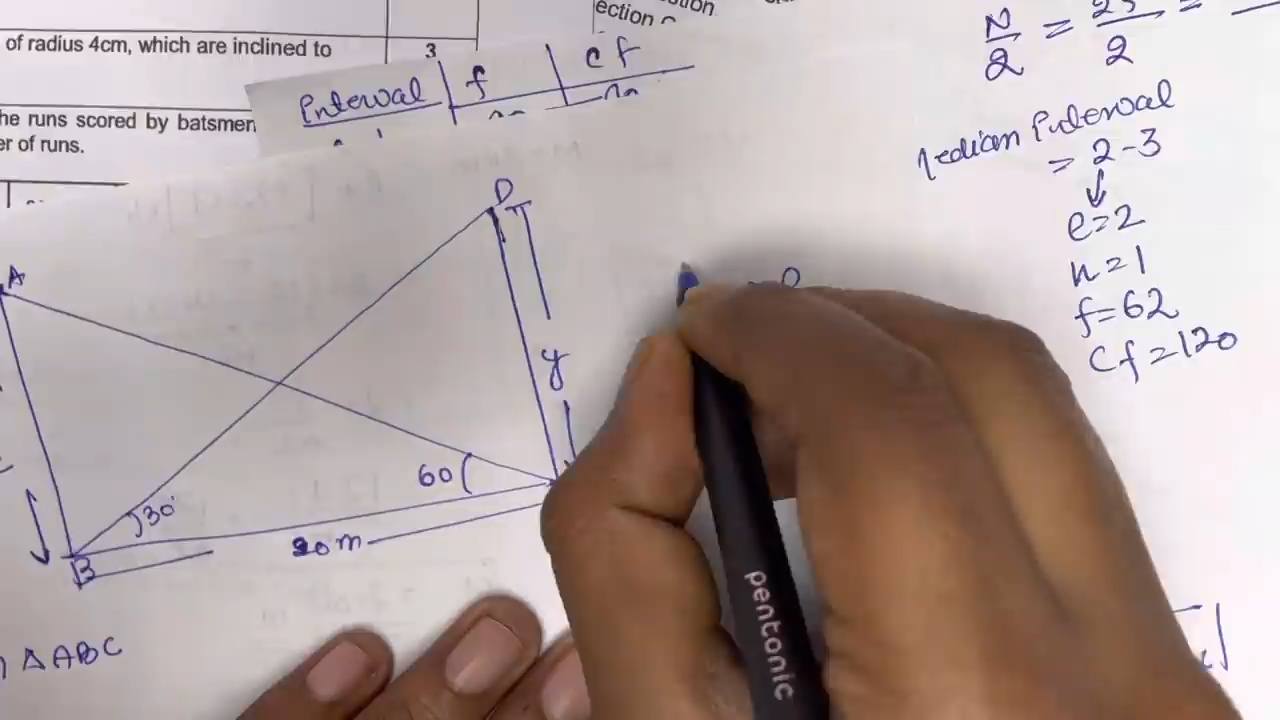 ection
of radius 4cm, which are inclined to
3
Interval f cf
he runs scored by batsmen
er of runs.
N/2 = 25/2 =
Median Interval
= 2-3
l=2
h=1
f=62
cf=120
A
D
y
60
30°
20m
B
ΔABC
pentonic